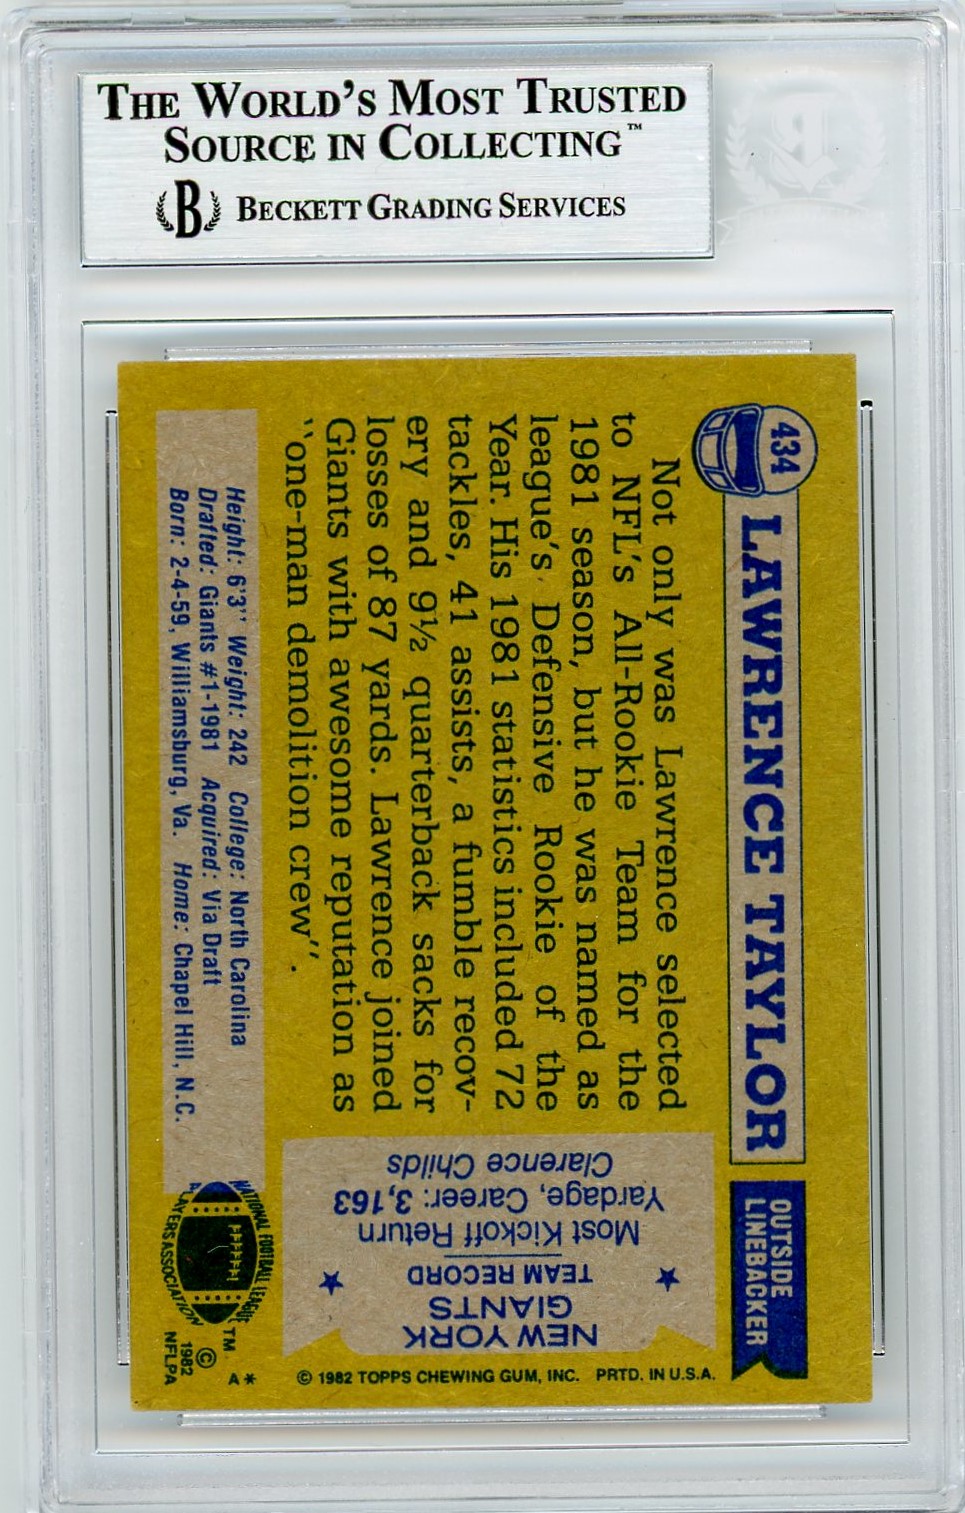 THE WORLD'S MOST TRUSTED
SOURCE IN COLLECTING™
B BECKETT GRADING SERVICES
434
LAWRENCE TAYLOR
OUTSIDE
LINEBACKER
Not only was Lawrence selected
to NFL's All-Rookie Team for the
1981 season, but he was named as
league's Defensive Rookie of the
Year. His 1981 statistics included 72
tackles, 41 assists, a fumble recov-
ery and 9½ quarterback sacks for
losses of 87 yards. Lawrence joined
Giants with awesome reputation as
"one-man demolition crew".
NEW YORK
GIANTS
TEAM RECORD
Most Kickoff Return
Yardage, Career: 3,163
Clarence Childs
Height: 6'3" Weight: 242 College: North Carolina
Drafted: Giants #1-1981 Acquired: Via Draft
Born: 2-4-59, Williamsburg, Va. Home: Chapel Hill, N.C.
NATIONAL FOOTBALL LEAGUE
PLAYERS ASSOCIATION
TM
©
1982
NFLPA
A*
© 1982 TOPPS CHEWING GUM, INC. PRTD. IN U.S.A.